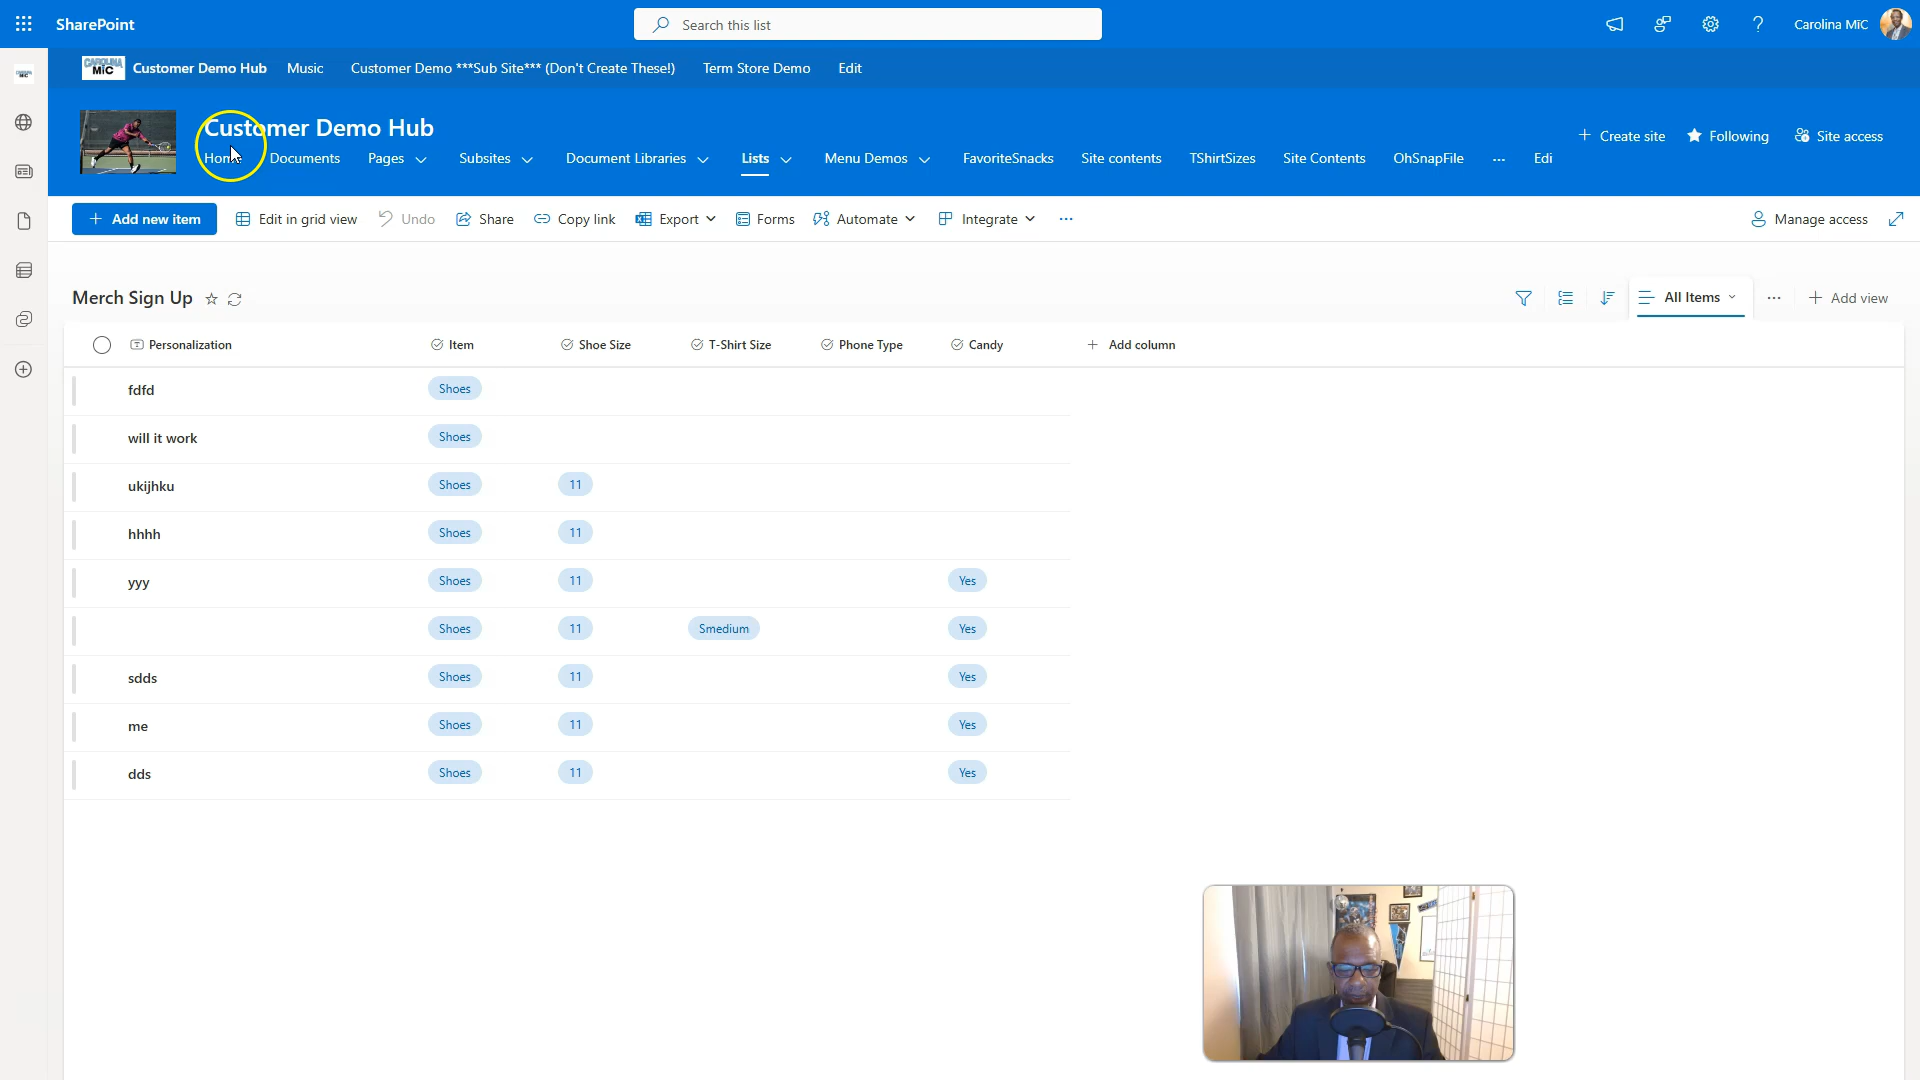 SharePoint
Search this list
Carolina MiC
CAROLINA
MiC
Customer Demo Hub
Music
Customer Demo ***Sub Site*** (Don't Create These!)
Term Store Demo
Edit
Customer Demo Hub
Create site
Following
Site access
Home
Documents
Pages
Subsites
Document Libraries
Lists
Menu Demos
FavoriteSnacks
Site contents
TShirtSizes
Site Contents
OhSnapFile
...
Edi
Add new item
Edit in grid view
Undo
Share
Copy link
Export
Forms
Automate
Integrate
...
Manage access
Merch Sign Up
All Items
...
Add view
Personalization
Item
Shoe Size
T-Shirt Size
Phone Type
Candy
Add column
fdfd
Shoes
will it work
Shoes
ukijhku
Shoes
11
hhhh
Shoes
11
yyy
Shoes
11
Yes
Shoes
11
Smedium
Yes
sdds
Shoes
11
Yes
me
Shoes
11
Yes
dds
Shoes
11
Yes